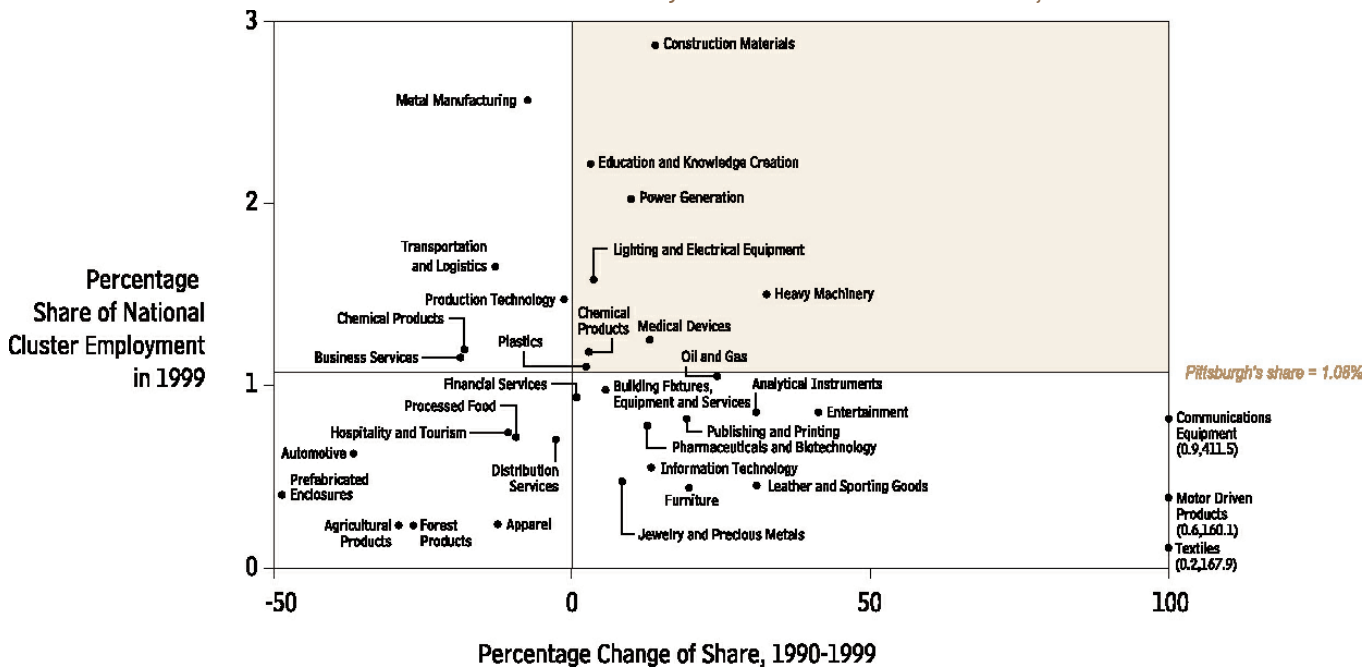 3
Construction Materials
Metal Manufacturing
Education and Knowledge Creation
2
Power Generation
Transportation
and Logistics
Lighting and Electrical Equipment
Percentage
Share of National
Cluster Employment
in 1999
Production Technology
Heavy Machinery
Chemical Products
Chemical
Products
Medical Devices
Business Services
Plastics
Oil and Gas
Pittsburgh's share = 1.08%
1
Financial Services
Building Fixtures,
Equipment and Services
Analytical Instruments
Processed Food
Entertainment
Communications
Equipment
(0.9,411.5)
Hospitality and Tourism
Publishing and Printing
Pharmaceuticals and Biotechnology
Automotive
Distribution
Services
Information Technology
Prefabricated
Enclosures
Furniture
Leather and Sporting Goods
Motor Driven
Products
(0.6,160.1)
Agricultural
Products
Forest
Products
Apparel
Jewelry and Precious Metals
Textiles
(0.2,167.9)
0
-50
0
50
100
Percentage Change of Share, 1990-1999